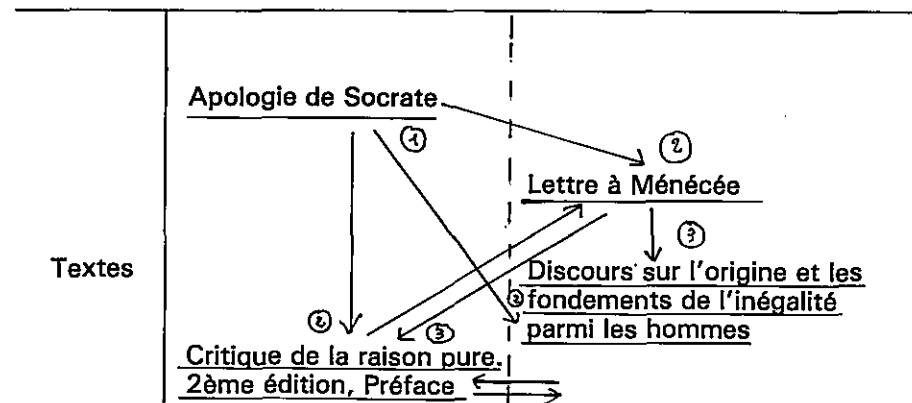 Apologie de Socrate
①
②
Lettre à Ménécée
③
Textes
Discours sur l'origine et les
fondements de l'inégalité
parmi les hommes
②
③
Critique de la raison pure.
2ème édition, Préface